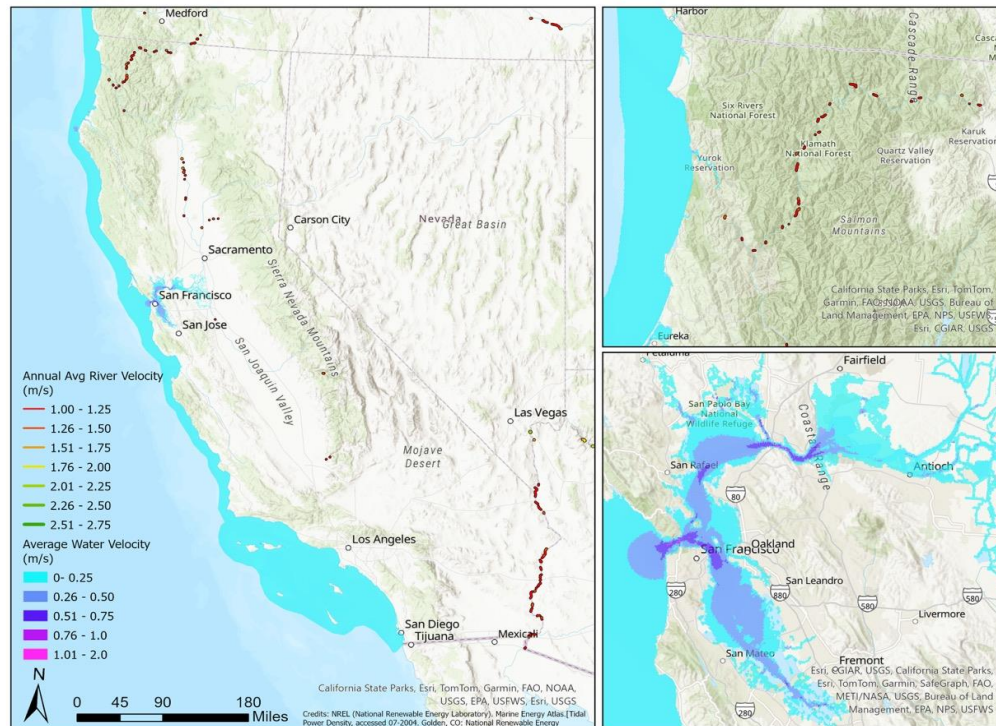 Medford
Carson City
Nevada
Great Basin
Sacramento
Sierra Nevada Mountains
San Francisco
San Jose
San Joaquin Valley
Las Vegas
Mojave
Desert
Los Angeles
San Diego
Tijuana
Mexicali
Annual Avg River Velocity
(m/s)
1.00 - 1.25
1.26 - 1.50
1.51 - 1.75
1.76 - 2.00
2.01 - 2.25
2.26 - 2.50
2.51 - 2.75
Average Water Velocity
(m/s)
0- 0.25
0.26 - 0.50
0.51 - 0.75
0.76 - 1.0
1.01 - 2.0
N
0 45 90 180
Miles
California State Parks, Esri, TomTom, Garmin, FAO, NOAA,
USGS, EPA, USFWS, Esri, USGS
Credits: NREL (National Renewable Energy Laboratory). Marine Energy Atlas.[Tidal
Power Density, accessed 07-2004. Golden, CO: National Renewable Energy
Harbor
Cascade Range
Six Rivers
National Forest
Klamath
National Forest
Yurok
Reservation
Quartz Valley
Reservation
Karuk
Reservation
Salmon
Mountains
Eureka
California State Parks, Esri, TomTom,
Garmin, FAO, NOAA, USGS, Bureau of
Land Management, EPA, NPS, USFWS,
Esri, CGIAR, USGS
Petaluma
Fairfield
San Pablo Bay
National
Wildlife Refuge
Coastal Range
San Rafael
Antioch
80
Oakland
San Francisco
280
San Leandro
880
580
580
Livermore
280
San Mateo
Fremont
Esri, CGIAR, USGS, California State Parks,
Esri, TomTom, Garmin, SafeGraph, FAO,
METI/NASA, USGS, Bureau of Land
Management, EPA, NPS, USFWS